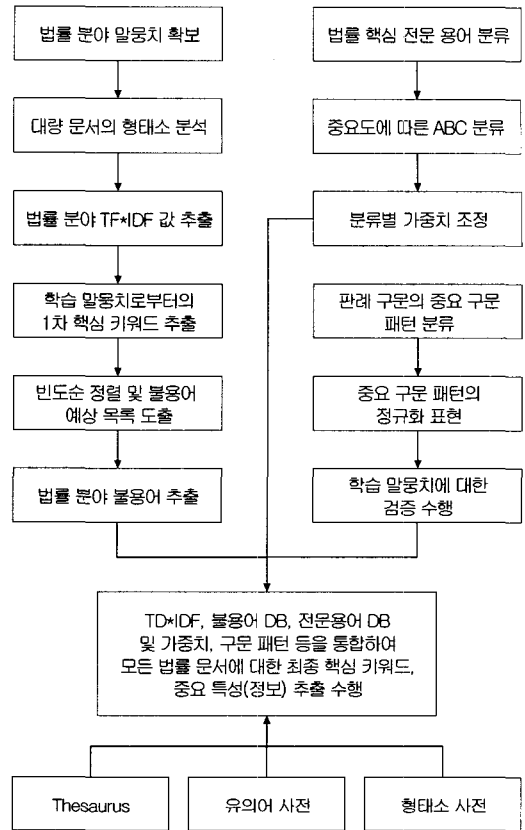 법률 분야 말뭉치 확보
대량 문서의 형태소 분석
법률 분야 TF*IDF 값 추출
학습 말뭉치로부터의
1차 핵심 키워드 추출
빈도순 정렬 및 불용어
예상 목록 도출
법률 분야 불용어 추출
법률 핵심 전문 용어 분류
중요도에 따른 ABC 분류
분류별 가중치 조정
판례 구문의 중요 구문
패턴 분류
중요 구문 패턴의
정규화 표현
학습 말뭉치에 대한
검증 수행
TD*IDF, 불용어 DB, 전문용어 DB
및 가중치, 구문 패턴 등을 통합하여
모든 법률 문서에 대한 최종 핵심 키워드,
중요 특성(정보) 추출 수행
Thesaurus
유의어 사전
형태소 사전